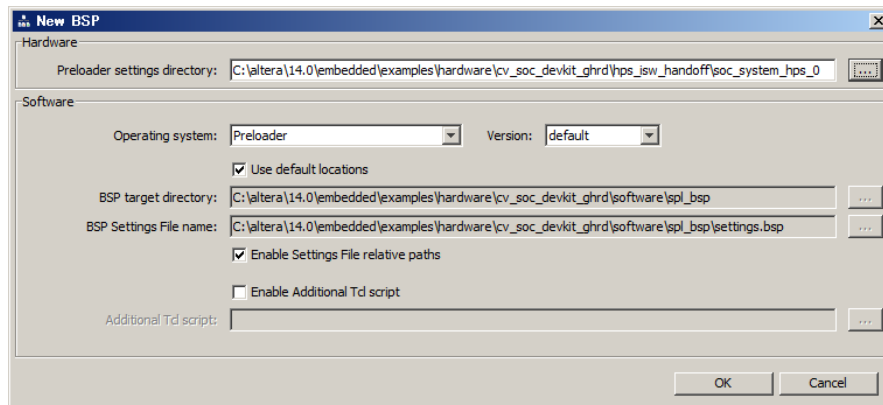 New BSP
Hardware
Preloader settings directory: C:\altera\14.0\embedded\examples\hardware\cv_soc_devkit_ghrd\hps_isw_handoff\soc_system_hps_0 ...
Software
Operating system: Preloader Version: default
Use default locations
BSP target directory: C:\altera\14.0\embedded\examples\hardware\cv_soc_devkit_ghrd\software\spl_bsp ...
BSP Settings File name: C:\altera\14.0\embedded\examples\hardware\cv_soc_devkit_ghrd\software\spl_bsp\settings.bsp ...
Enable Settings File relative paths
Enable Additional Tcl script
Additional Tcl script: ...
OK Cancel